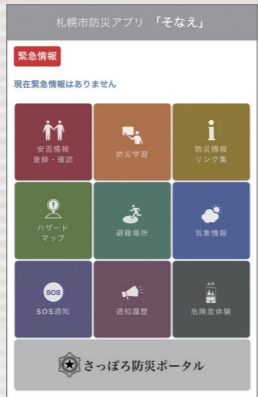 札幌市防災アプリ 「そなえ」
緊急情報
現在緊急情報はありません
安否情報
登録・確認
防災学習
防災情報
リンク集
ハザード
マップ
避難場所
気象情報
SOS
SOS通知
通知履歴
AR
危険度体験
さっぽろ防災ポータル